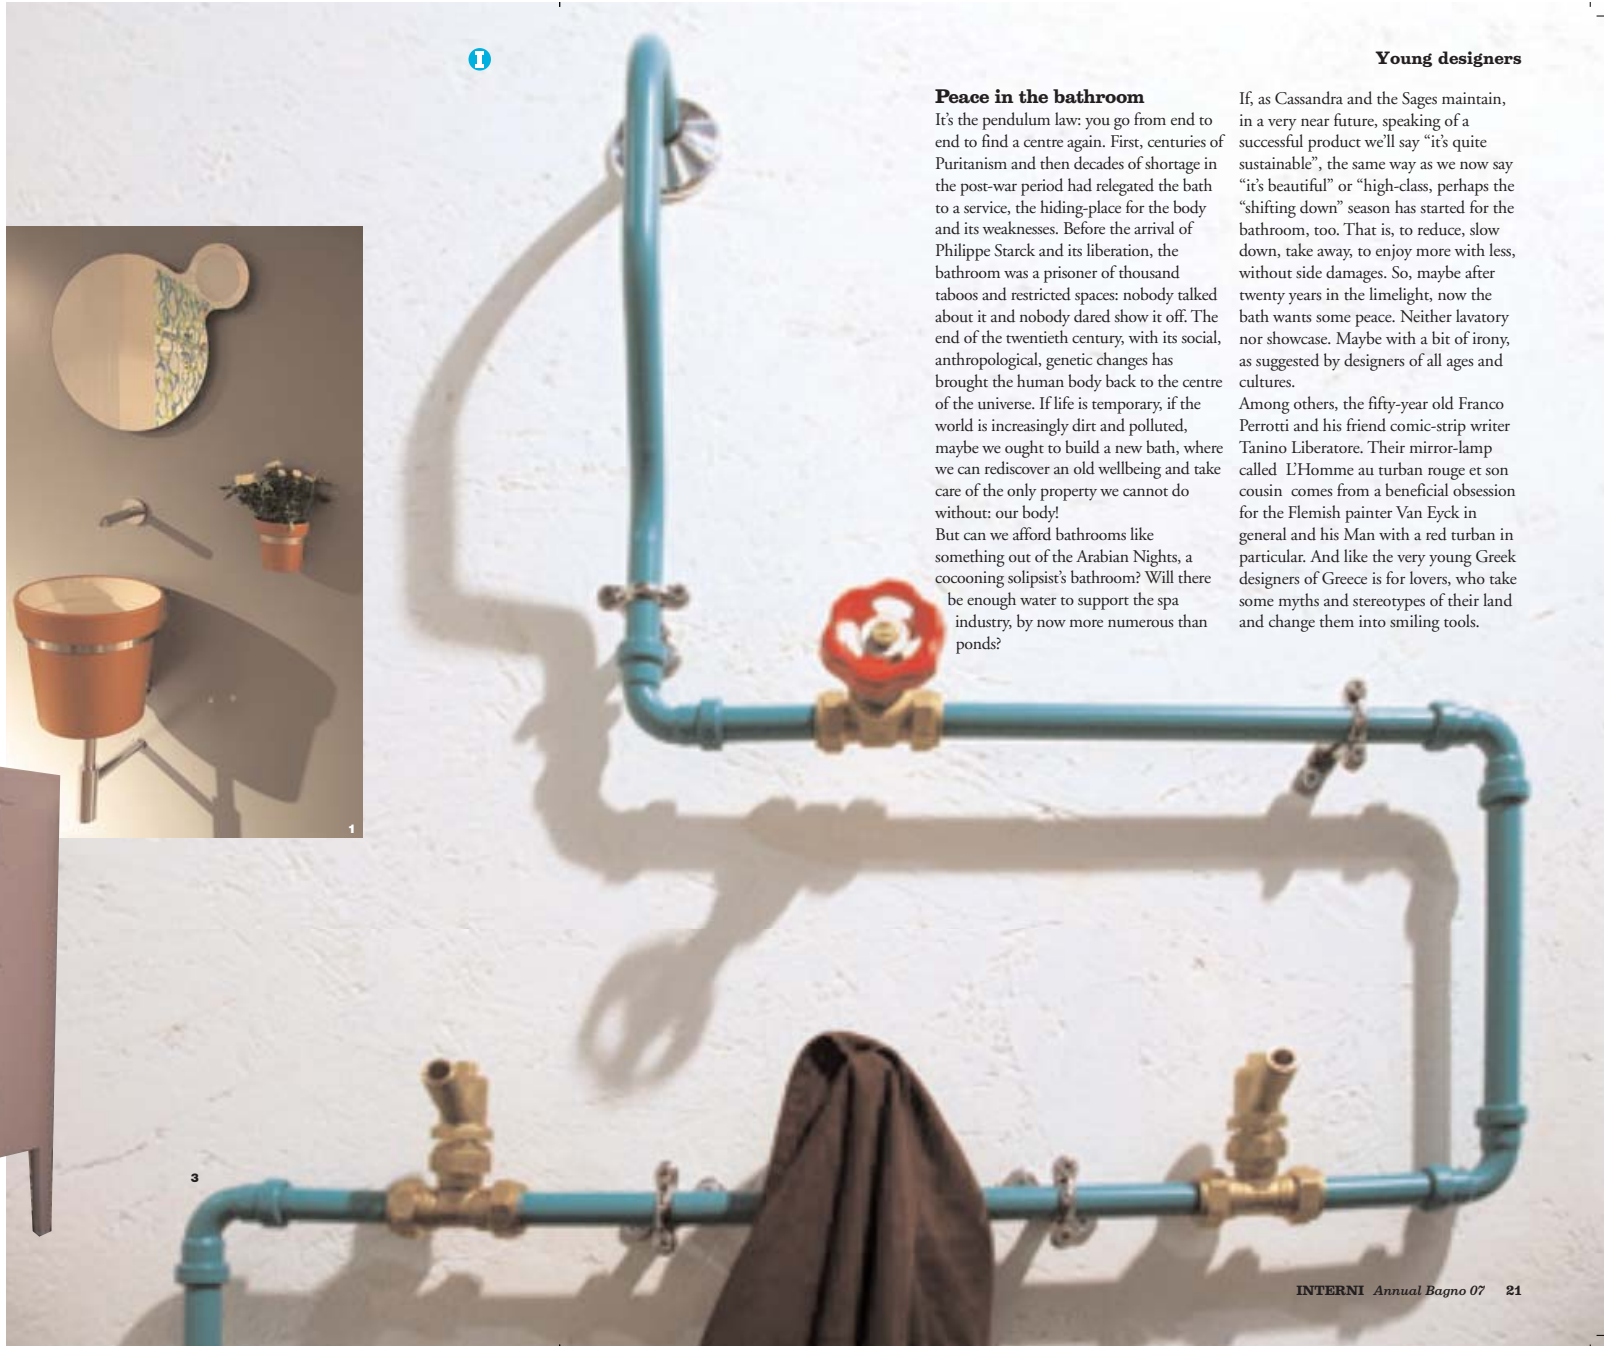 I
Young designers
Peace in the bathroom
It’s the pendulum law: you go from end to
end to find a centre again. First, centuries of
Puritanism and then decades of shortage in
the post-war period had relegated the bath
to a service, the hiding-place for the body
and its weaknesses. Before the arrival of
Philippe Starck and its liberation, the
bathroom was a prisoner of thousand
taboos and restricted spaces: nobody talked
about it and nobody dared show it off. The
end of the twentieth century, with its social,
anthropological, genetic changes has
brought the human body back to the centre
of the universe. If life is temporary, if the
world is increasingly dirt and polluted,
maybe we ought to build a new bath, where
we can rediscover an old wellbeing and take
care of the only property we cannot do
without: our body!
But can we afford bathrooms like
something out of the Arabian Nights, a
cocooning solipsist’s bathroom? Will there
be enough water to support the spa
industry, by now more numerous than
ponds?
If, as Cassandra and the Sages maintain,
in a very near future, speaking of a
successful product we’ll say “it’s quite
sustainable”, the same way as we now say
“it’s beautiful” or “high-class, perhaps the
“shifting down” season has started for the
bathroom, too. That is, to reduce, slow
down, take away, to enjoy more with less,
without side damages. So, maybe after
twenty years in the limelight, now the
bath wants some peace. Neither lavatory
nor showcase. Maybe with a bit of irony,
as suggested by designers of all ages and
cultures.
Among others, the fifty-year old Franco
Perrotti and his friend comic-strip writer
Tanino Liberatore. Their mirror-lamp
called L’Homme au turban rouge et son
cousin comes from a beneficial obsession
for the Flemish painter Van Eyck in
general and his Man with a red turban in
particular. And like the very young Greek
designers of Greece is for lovers, who take
some myths and stereotypes of their land
and change them into smiling tools.
1
3
INTERNI Annual Bagno 07 21